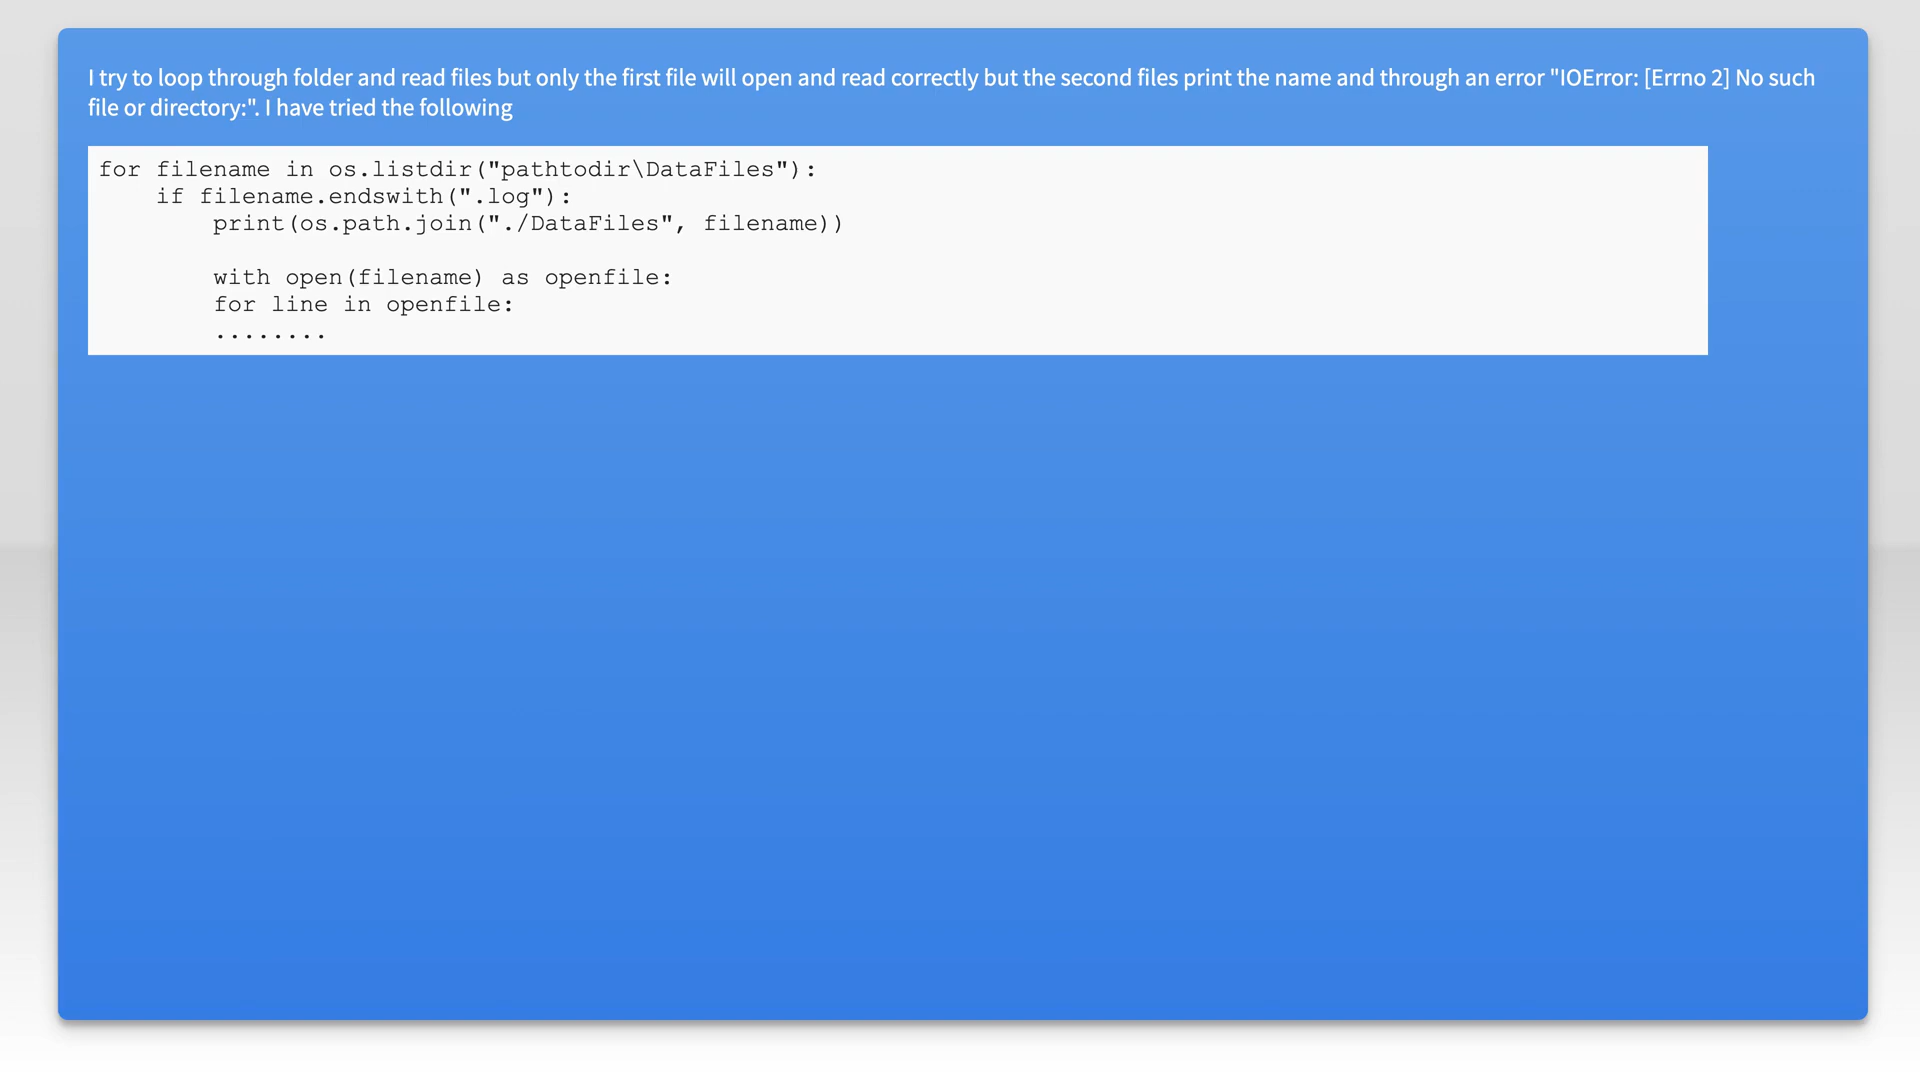 I try to loop through folder and read files but only the first file will open and read correctly but the second files print the name and through an error "IOError: [Errno 2] No such
file or directory:". I have tried the following
for filename in os.listdir("pathtodir\DataFiles"):
    if filename.endswith(".log"):
        print(os.path.join("./DataFiles", filename))
        with open(filename) as openfile:
        for line in openfile:
        ........